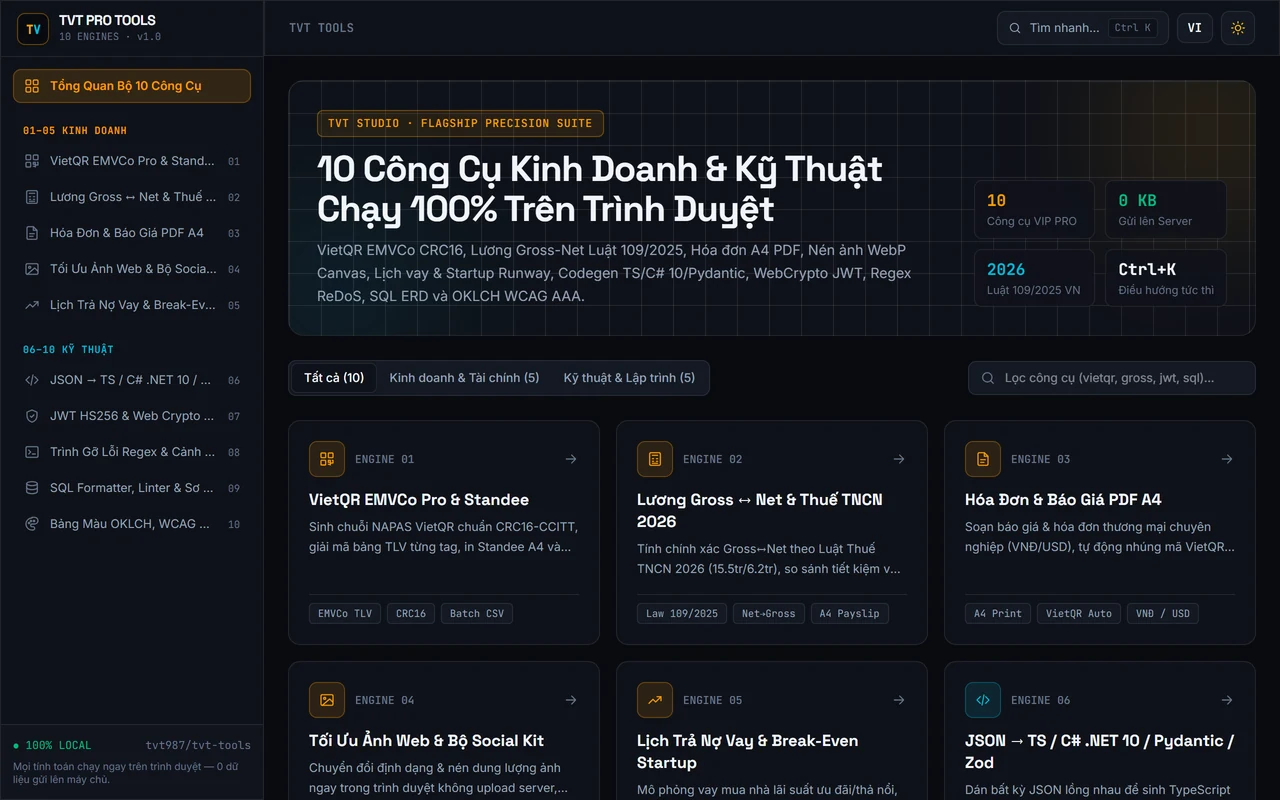 TV
TVT PRO TOOLS
10 ENGINES · v1.0
Tổng Quan Bộ 10 Công Cụ
01–05 KINH DOANH
VietQR EMVCo Pro & Stand... 01
Lương Gross ↔ Net & Thuế ... 02
Hóa Đơn & Báo Giá PDF A4 03
Tối Ưu Ảnh Web & Bộ Socia... 04
Lịch Trả Nợ Vay & Break-Ev... 05
06–10 KỸ THUẬT
JSON → TS / C# .NET 10 / ... 06
JWT HS256 & Web Crypto ... 07
Trình Gỡ Lỗi Regex & Cảnh ... 08
SQL Formatter, Linter & Sơ ... 09
Bảng Màu OKLCH, WCAG ... 10
● 100% LOCAL tvt987/tvt-tools
Mọi tính toán chạy ngay trên trình duyệt — 0 dữ
liệu gửi lên máy chủ.
TVT TOOLS
Tìm nhanh... Ctrl K
VI
TVT STUDIO · FLAGSHIP PRECISION SUITE
10 Công Cụ Kinh Doanh & Kỹ Thuật
Chạy 100% Trên Trình Duyệt
VietQR EMVCo CRC16, Lương Gross-Net Luật 109/2025, Hóa đơn A4 PDF, Nén ảnh WebP
Canvas, Lịch vay & Startup Runway, Codegen TS/C# 10/Pydantic, WebCrypto JWT, Regex
ReDoS, SQL ERD và OKLCH WCAG AAA.
10
Công cụ VIP PRO
0 KB
Gửi lên Server
2026
Luật 109/2025 VN
Ctrl+K
Điều hướng tức thì
Tất cả (10)
Kinh doanh & Tài chính (5)
Kỹ thuật & Lập trình (5)
Lọc công cụ (vietqr, gross, jwt, sql)...
ENGINE 01 →
VietQR EMVCo Pro & Standee
Sinh chuỗi NAPAS VietQR chuẩn CRC16-CCITT,
giải mã bảng TLV từng tag, in Standee A4 và...
EMVCo TLV
CRC16
Batch CSV
ENGINE 02 →
Lương Gross ↔ Net & Thuế TNCN
2026
Tính chính xác Gross↔Net theo Luật Thuế
TNCN 2026 (15.5tr/6.2tr), so sánh tiết kiệm v...
Law 109/2025
Net→Gross
A4 Payslip
ENGINE 03 →
Hóa Đơn & Báo Giá PDF A4
Soạn báo giá & hóa đơn thương mại chuyên
nghiệp (VNĐ/USD), tự động nhúng mã VietQR...
A4 Print
VietQR Auto
VNĐ / USD
ENGINE 04 →
Tối Ưu Ảnh Web & Bộ Social Kit
Chuyển đổi định dạng & nén dung lượng ảnh
ngay trong trình duyệt không upload server,...
ENGINE 05 →
Lịch Trả Nợ Vay & Break-Even
Startup
Mô phỏng vay mua nhà lãi suất ưu đãi/thả nổi,
ENGINE 06 →
JSON → TS / C# .NET 10 / Pydantic /
Zod
Dán bất kỳ JSON lồng nhau để sinh TypeScript